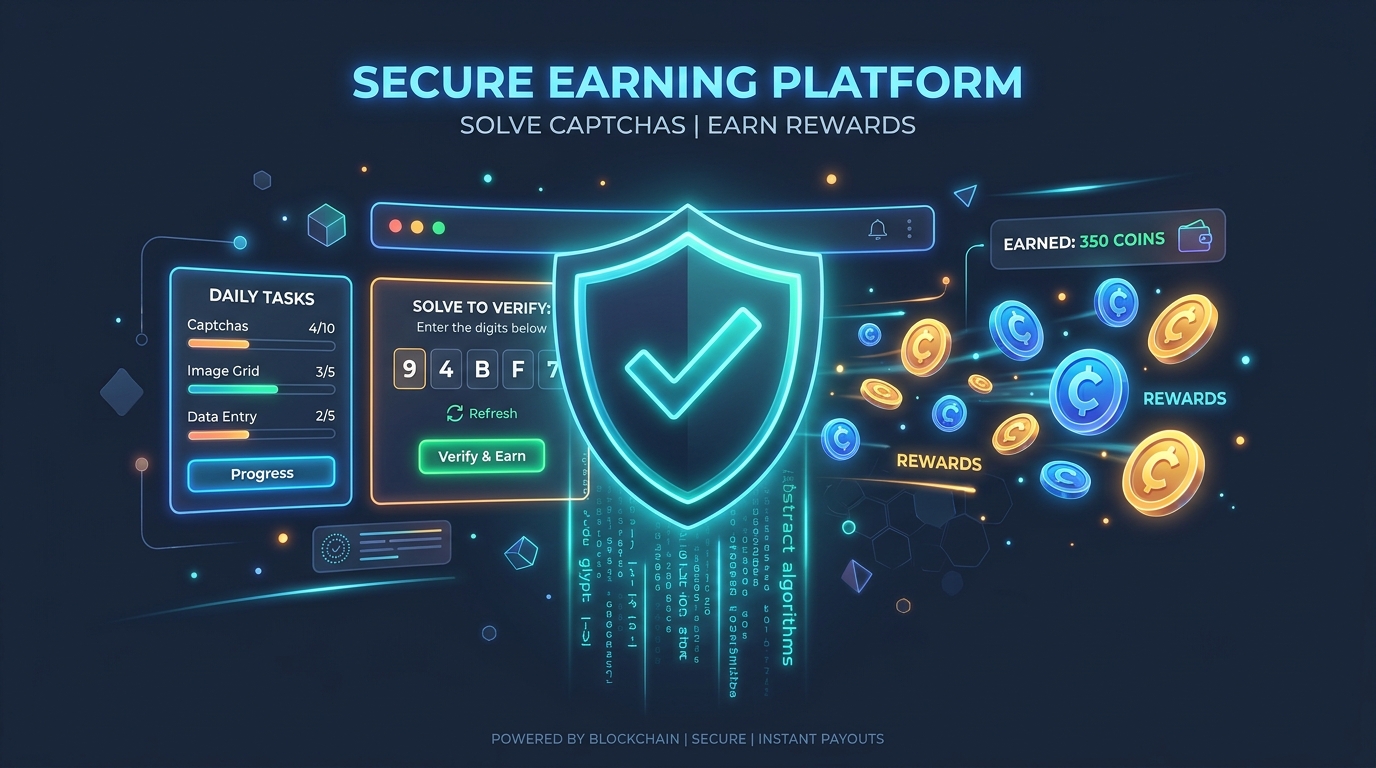 SECURE EARNING PLATFORM
SOLVE CAPTCHAS | EARN REWARDS
EARNED: 350 COINS
DAILY TASKS
Captchas 4/10
Image Grid 3/5
Data Entry 2/5
Progress
SOLVE TO VERIFY:
Enter the digits below
9 4 B F 7
Refresh
Verify & Earn
REWARDS
REWARDS
abstract algorithms
POWERED BY BLOCKCHAIN | SECURE | INSTANT PAYOUTS